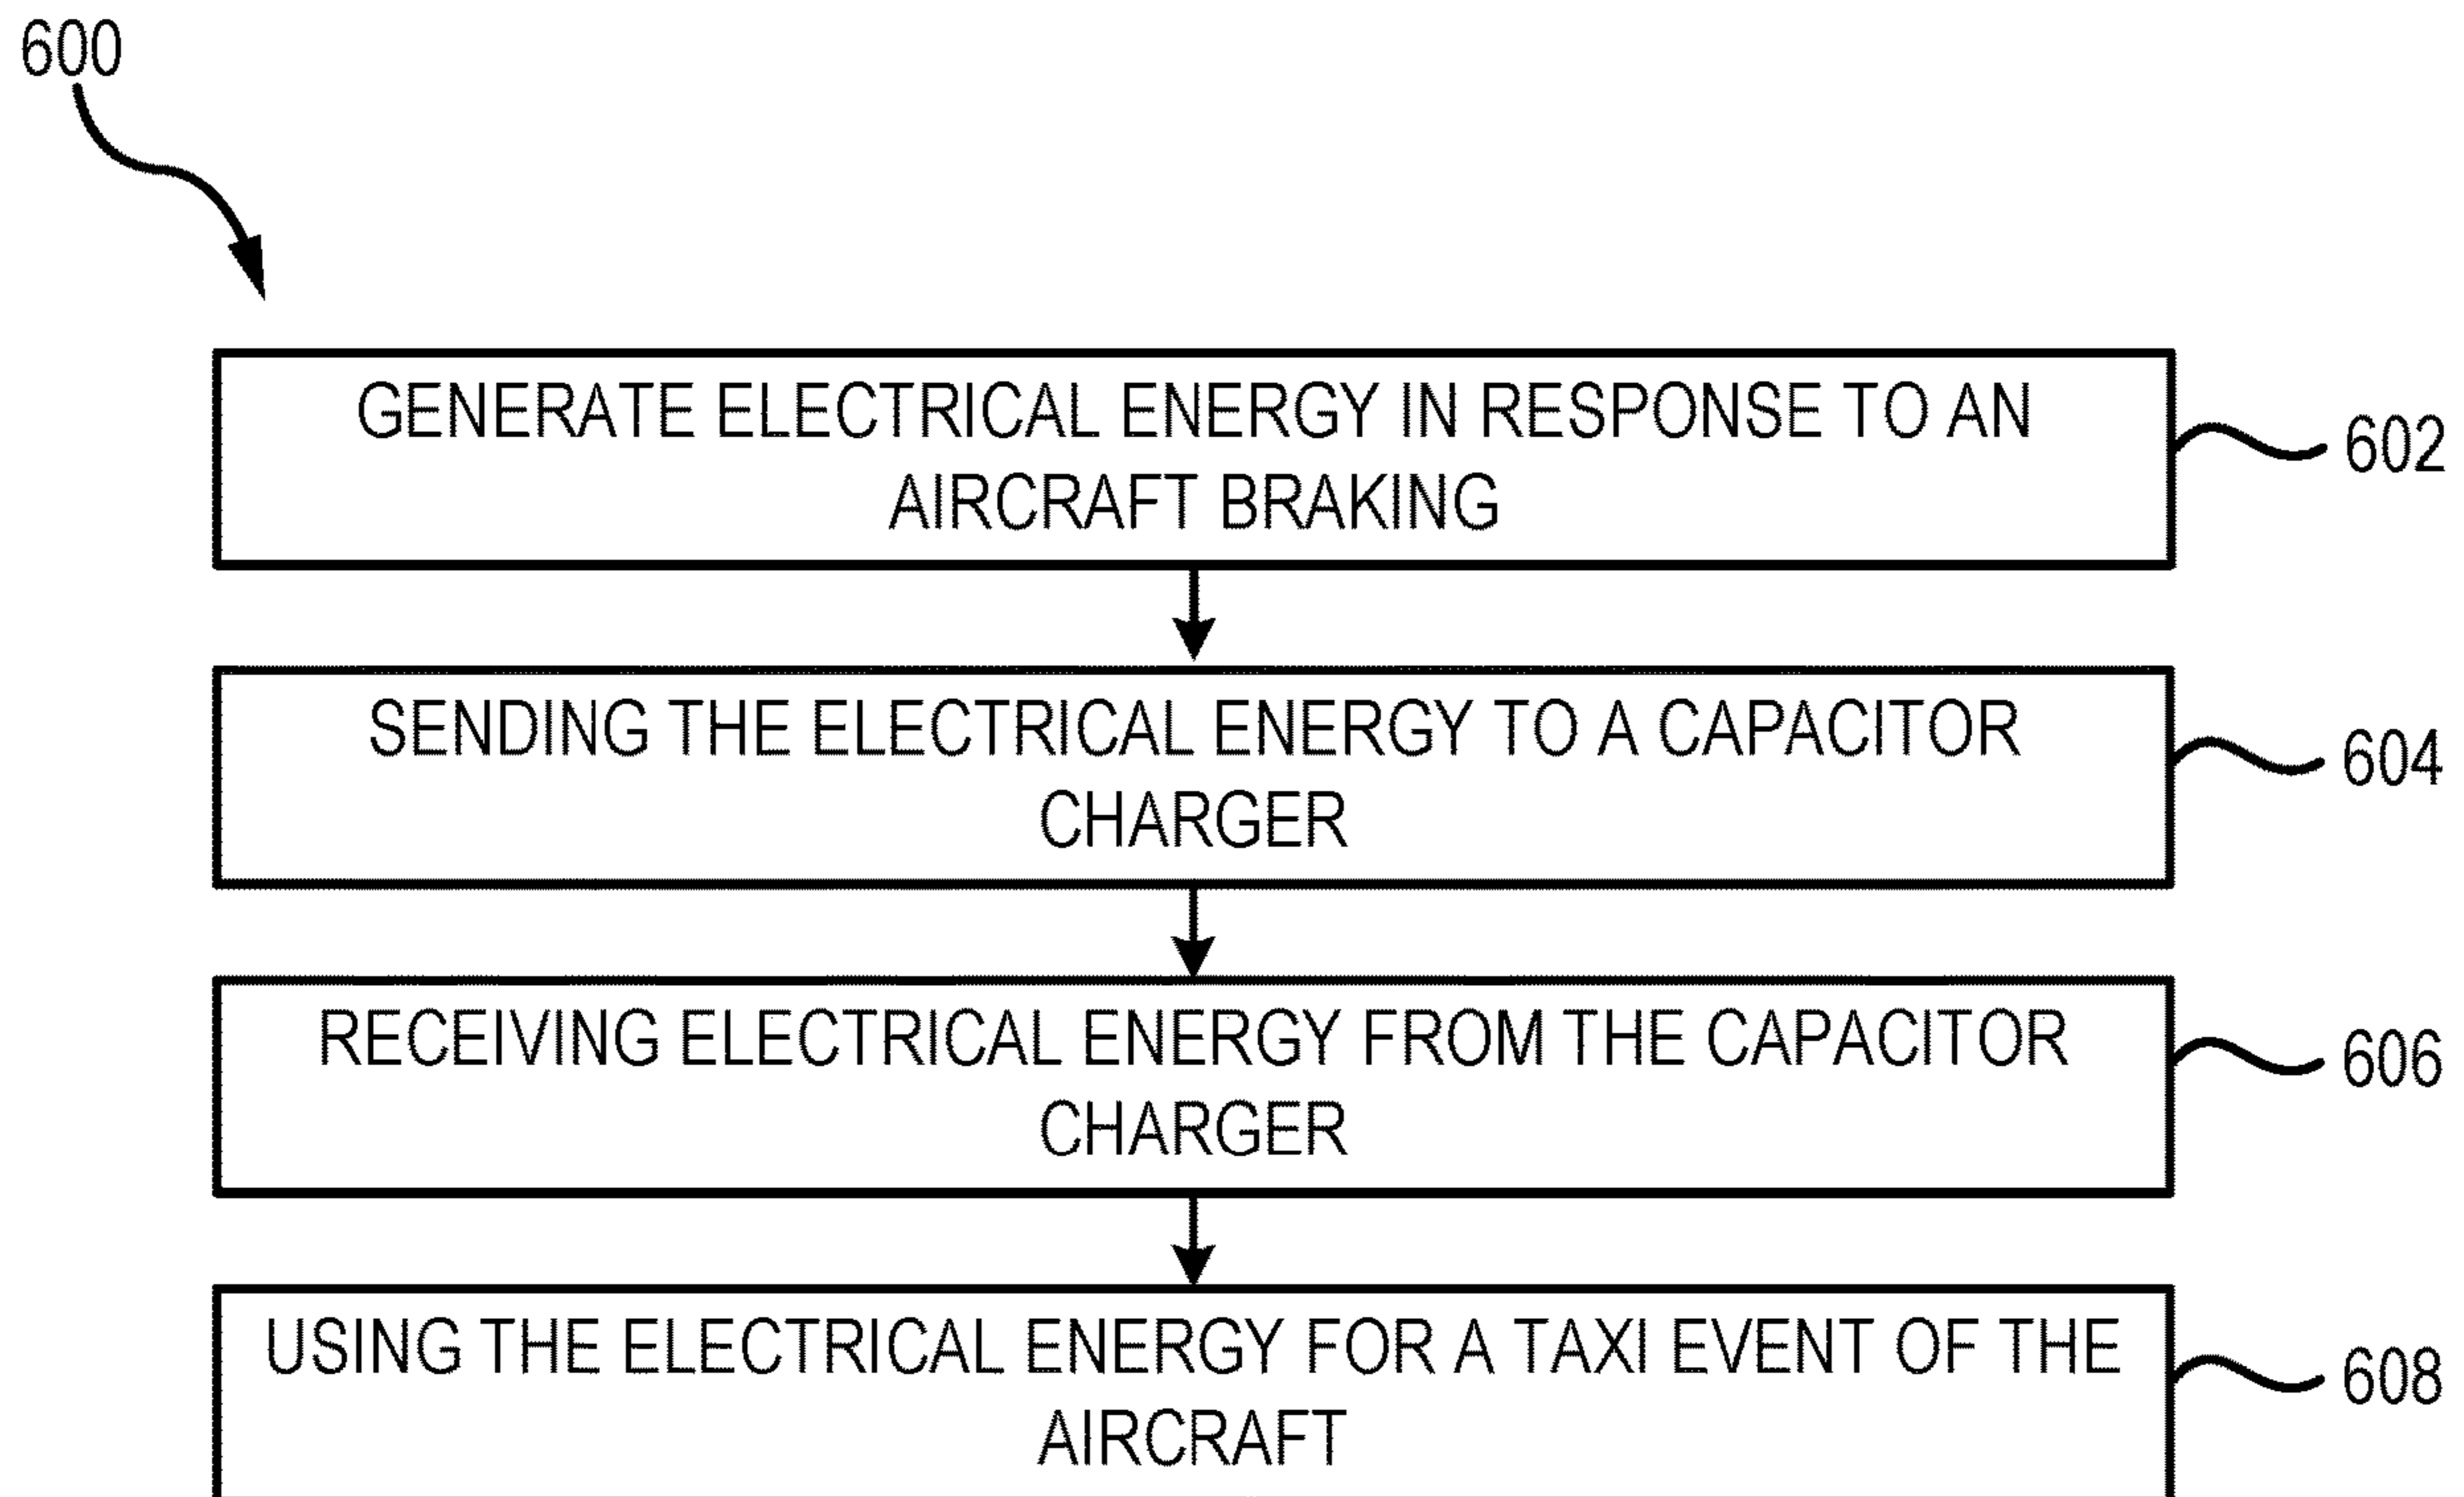 600
GENERATE ELECTRICAL ENERGY IN RESPONSE TO AN
AIRCRAFT BRAKING
602
SENDING THE ELECTRICAL ENERGY TO A CAPACITOR
CHARGER
604
RECEIVING ELECTRICAL ENERGY FROM THE CAPACITOR
CHARGER
606
USING THE ELECTRICAL ENERGY FOR A TAXI EVENT OF THE
AIRCRAFT
608